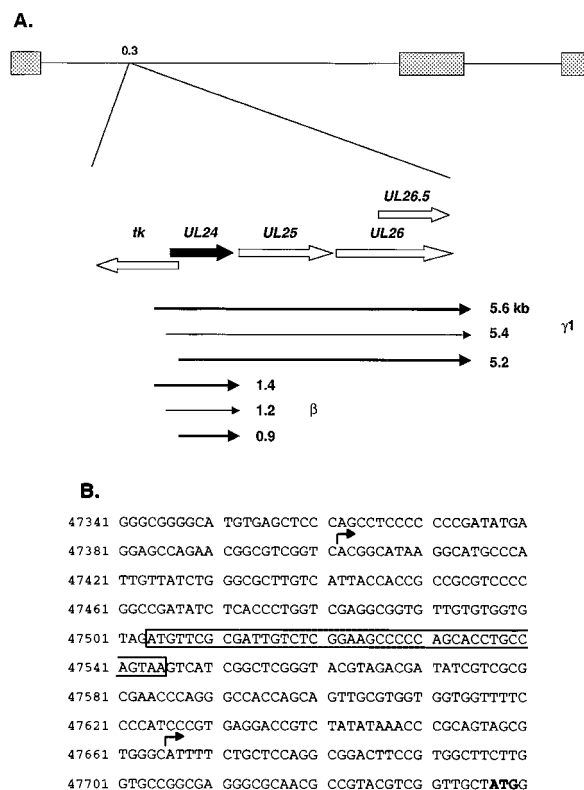 A.
0.3
UL26.5
tk UL24 UL25 UL26
5.6 kb
γ1
5.4
5.2
1.4
1.2 β
0.9
B.
47341 GGGCGGGGCA TGTGAGCTCC CAGCCTCCCC CCCGATATGA
47381 GGAGCCAGAA CGGCGTCGGT CACGGCATAA GGCATGCCCA
47421 TTGTTATCTG GGCGCTTGTC ATTACCACCG CCGCGTCCCC
47461 GGCCGATATC TCACCCTGGT CGAGGCGGTG TTGTGTGGTG
47501 TAGATGTTCG CGATTGTCTC GGAAGCCCCC AGCACCTGCC
47541 AGTAAGTCAT CGGCTCGGGT ACGTAGACGA TATCGTCGCG
47581 CGAACCCAGG GCCACCAGCA GTTGCGTGGT GGTGGTTTTC
47621 CCCATCCCGT GAGGACCGTC TATATAAACC CGCAGTAGCG
47661 TGGGCATTTT CTGCTCCAGG CGGACTTCCG TGGCTTCTTG
47701 GTGCCGGCGA GGGCGCAACG CCGTACGTCG GTTGCTATGG